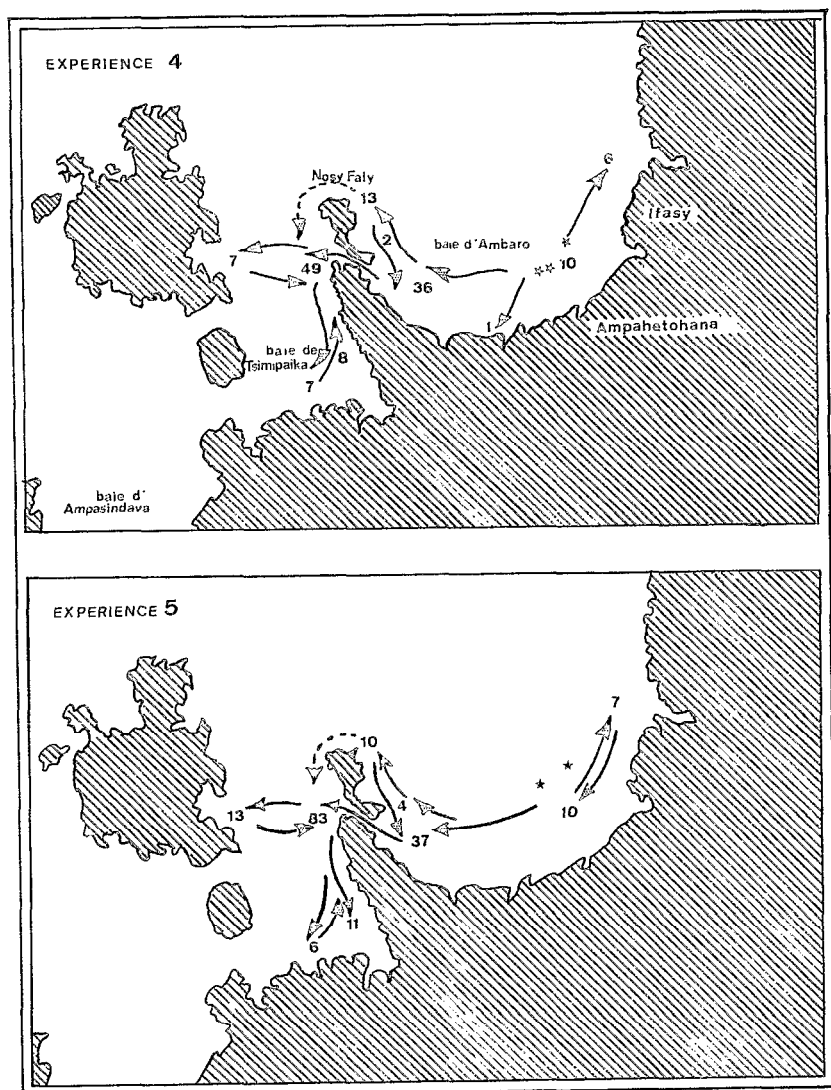 EXPERIENCE 4
6
Nosy Faly
13
Ifasy
2
baie d'Ambaro
7
49
10
36
1
Ampahetohana
baie de
Tsimipaika
8
7
baie d'
Ampasindava
EXPERIENCE 5
7
10
4
10
13
83
37
11
6